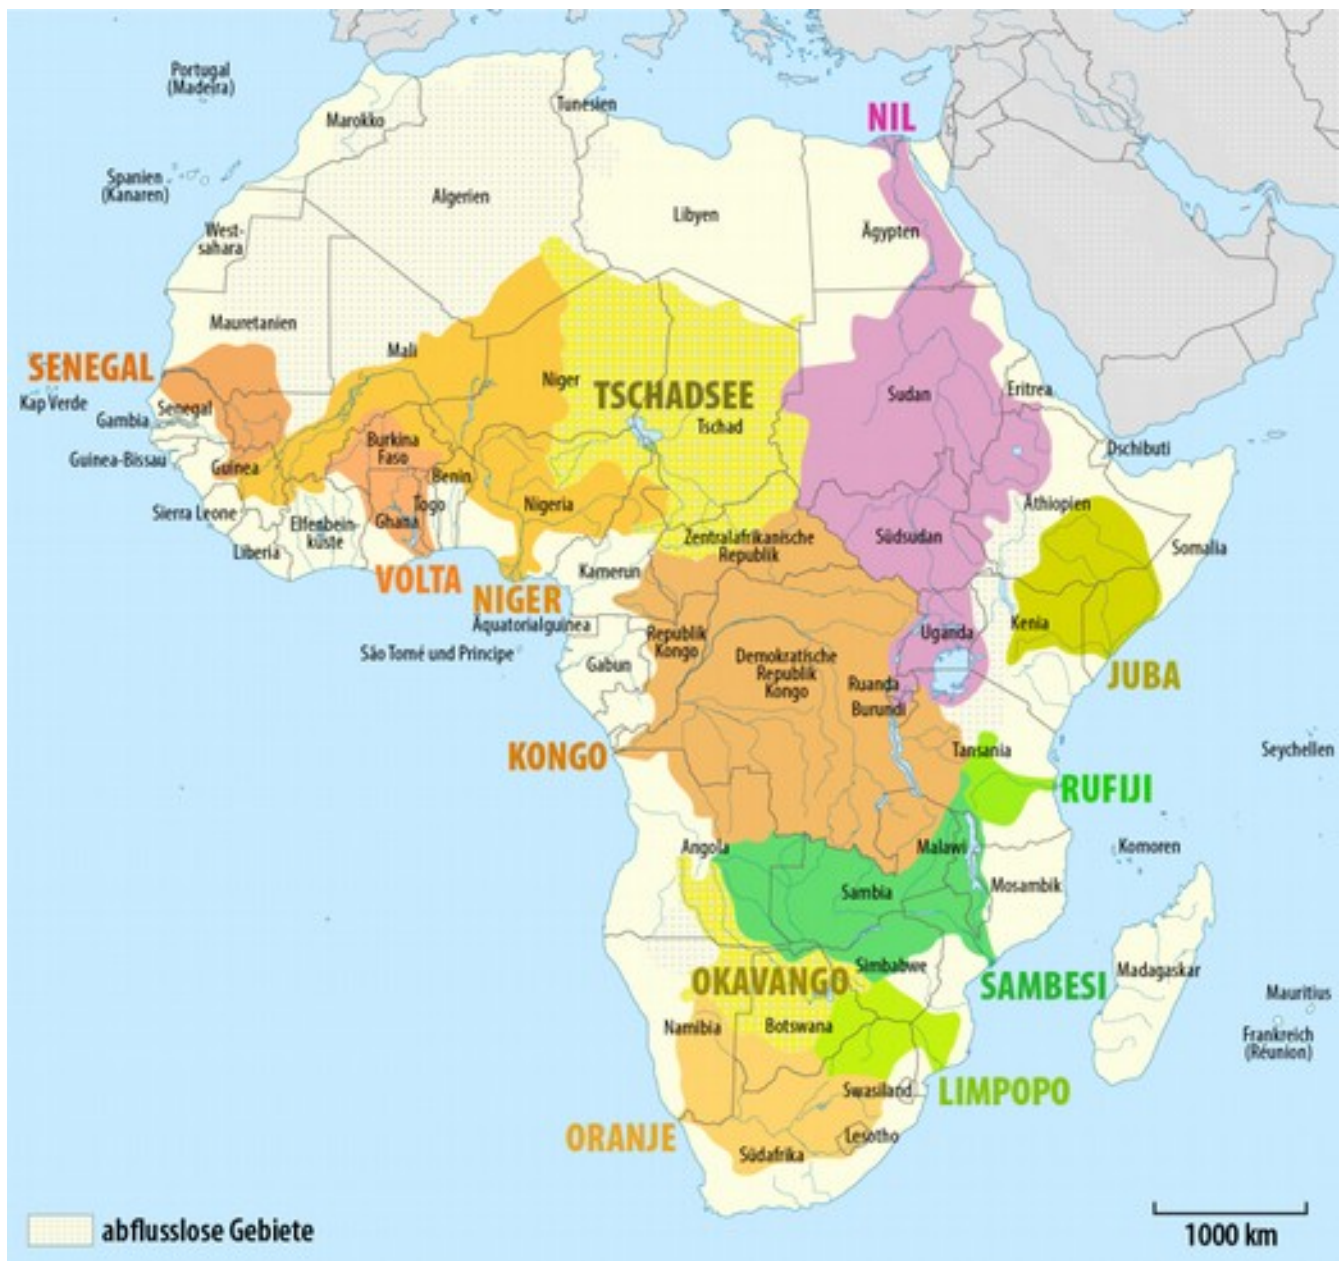 Portugal
(Madeira)
Tunesien
NIL
Marokko
Spanien
(Kanaren)
Algerien
Libyen
Ägypten
West-
sahara
Mauretanien
Mali
SENEGAL
Niger
TSCHADSEE
Sudan
Eritrea
Kap Verde
Senegal
Gambia
Tschad
Burkina
Faso
Dschibuti
Guinea-Bissau
Guinea
Benin
Togo
Nigeria
Äthiopien
Sierra Leone
Elfenbein-
küste
Ghana
Liberia
Zentralafrikanische
Republik
Südsudan
Somalia
VOLTA
Kamerun
NIGER
Äquatorialguinea
Republik
Kongo
Uganda
Kenia
São Tomé und Principe
Gabun
Demokratische
Republik
Kongo
Ruanda
Burundi
JUBA
KONGO
Tansania
Seychellen
RUFIJI
Angola
Malawi
Komoren
Sambia
Mosambik
Simbabwe
OKAVANGO
SAMBESI
Madagaskar
Mauritius
Namibia
Botswana
Frankreich
(Réunion)
Swasiland
LIMPOPO
ORANJE
Lesotho
Südafrika
abflusslose Gebiete
1000 km